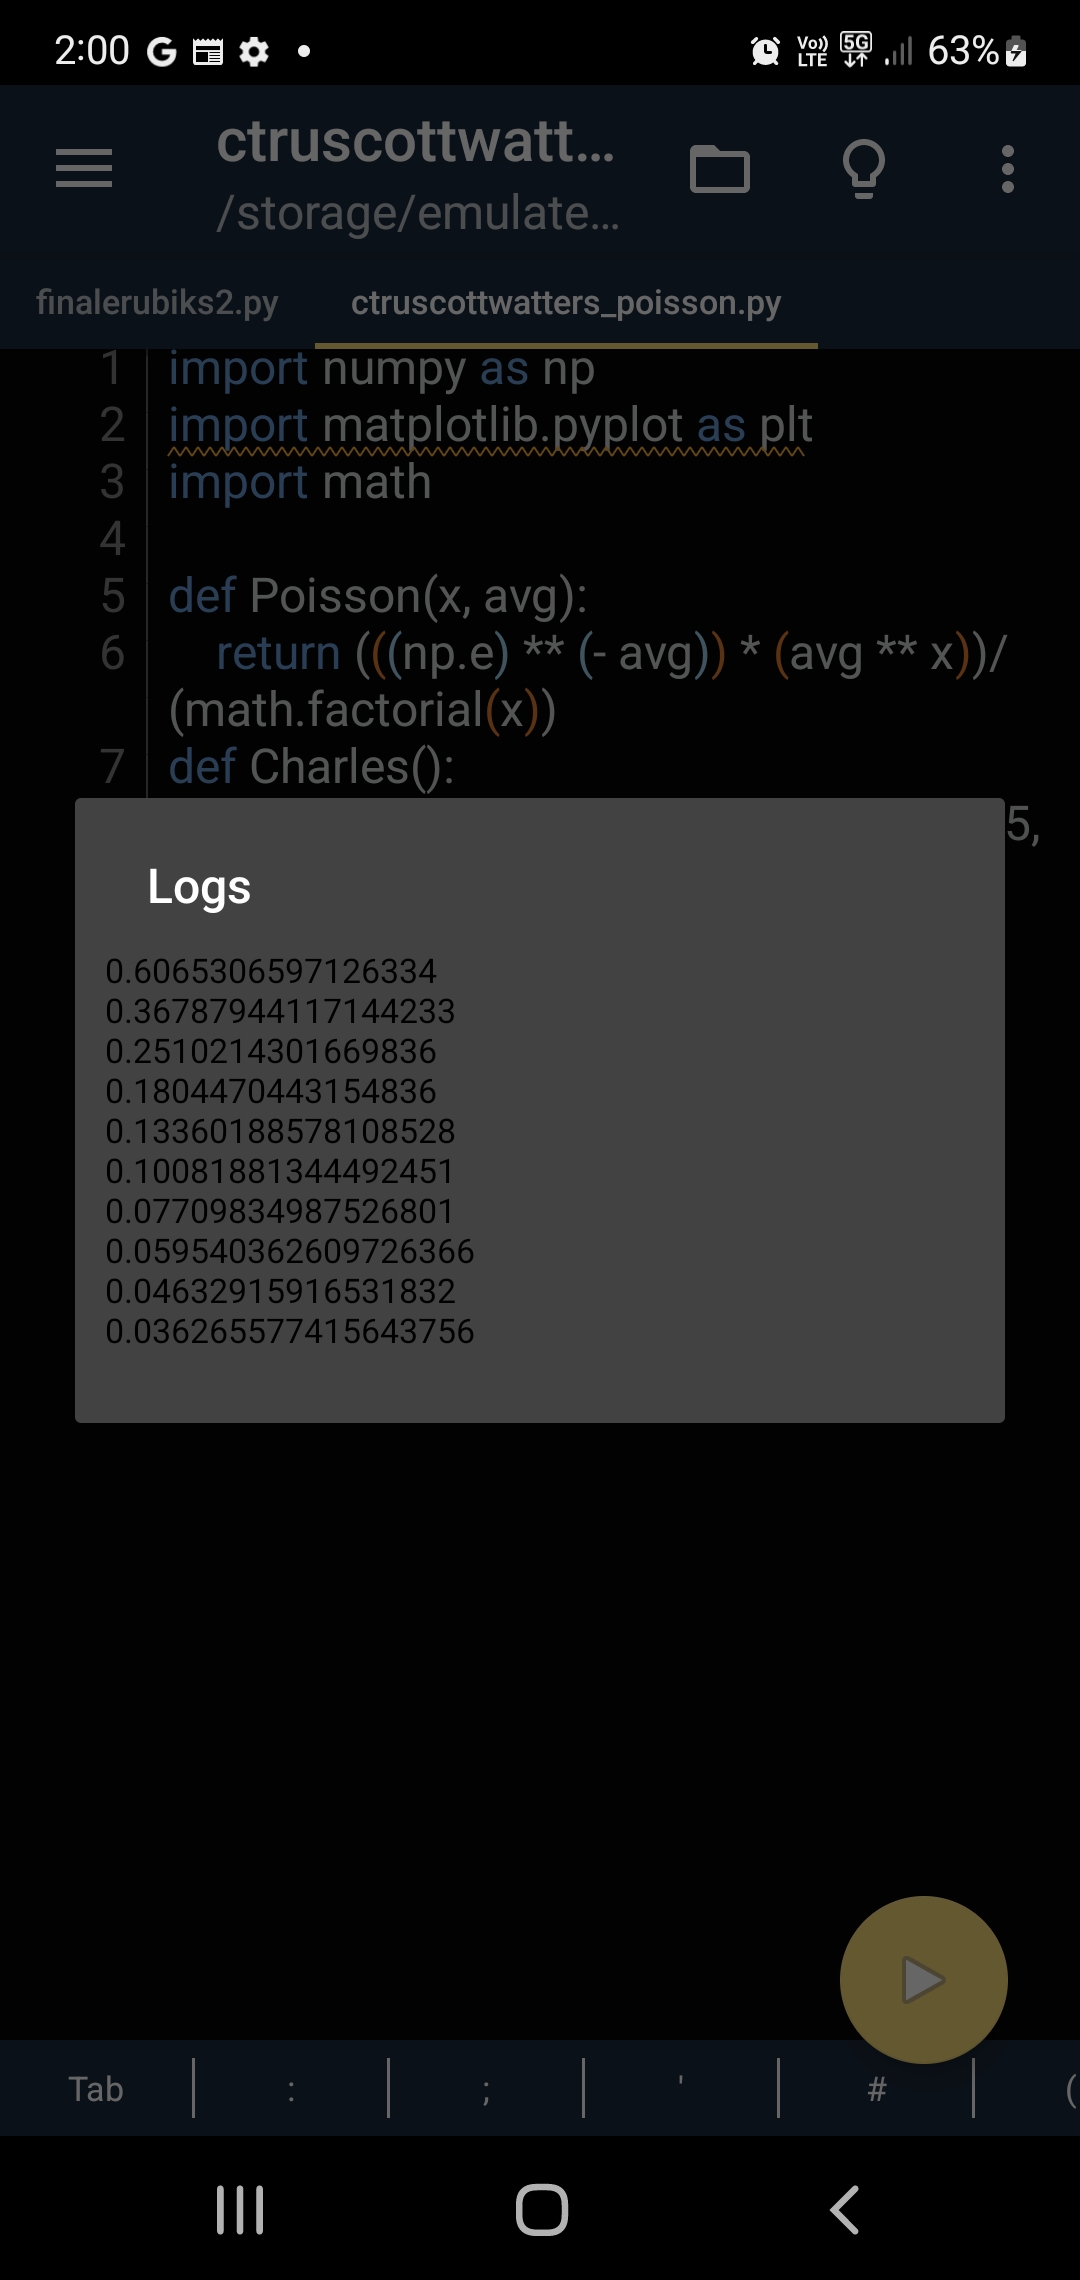 2:00
Vo)) LTE 5G 63%
ctruscottwatt...
/storage/emulate...
finalerubiks2.py ctruscottwatters_poisson.py
1 import numpy as np
2 import matplotlib.pyplot as plt
3 import math
4
5 def Poisson(x, avg):
6 return (((np.e) ** (- avg)) * (avg ** x))/
(math.factorial(x))
7 def Charles():
5,
Logs
0.6065306597126334
0.36787944117144233
0.2510214301669836
0.1804470443154836
0.13360188578108528
0.10081881344492451
0.07709834987526801
0.059540362609726366
0.04632915916531832
0.036265577415643756
Tab : ; ' # (